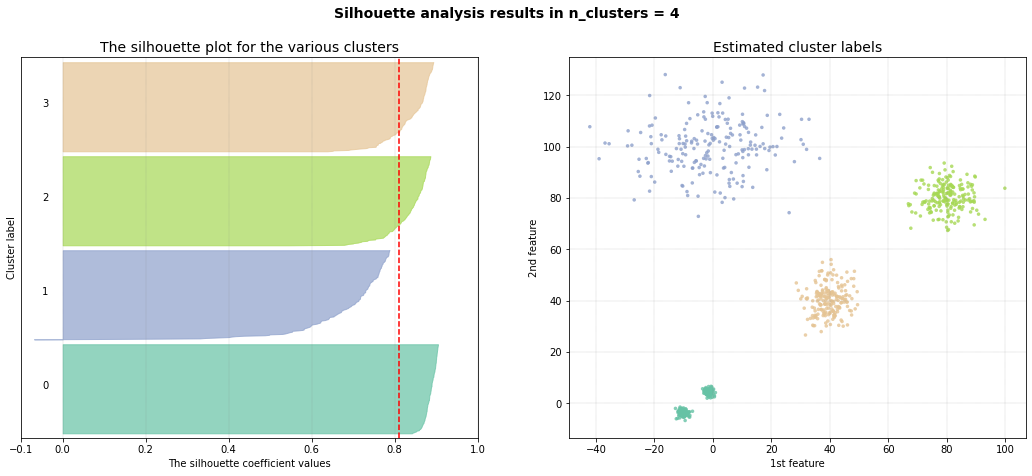 Silhouette analysis results in n_clusters = 4
The silhouette plot for the various clusters
3
2
1
0
Cluster label
−0.1 0.0 0.2 0.4 0.6 0.8 1.0
The silhouette coefficient values
Estimated cluster labels
120
100
80
60
40
20
0
2nd feature
−40 −20 0 20 40 60 80 100
1st feature